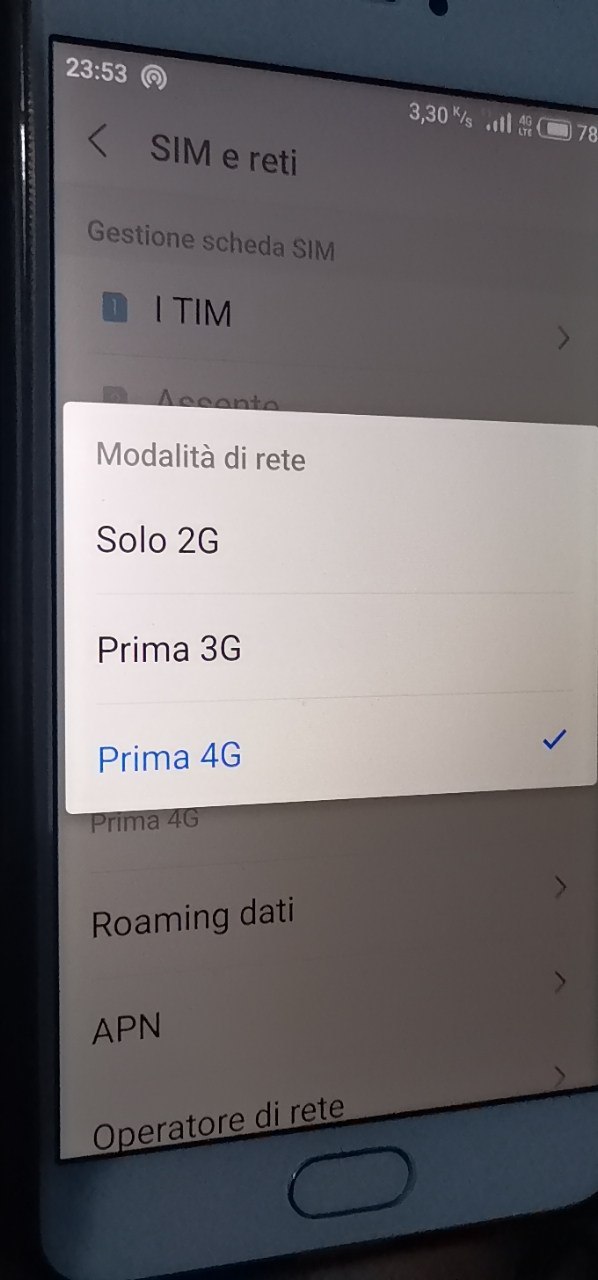 23:53
3,30 K/s 4G LTE 78
SIM e reti
Gestione scheda SIM
1 I TIM
Assente
Modalità di rete
Solo 2G
Prima 3G
Prima 4G
Prima 4G
Roaming dati
APN
Operatore di rete